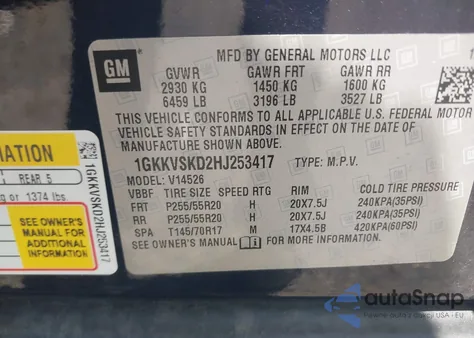 GM
MFD BY GENERAL MOTORS LLC
GVWR GAWR FRT GAWR RR
2930 KG 1450 KG 1600 KG
6459 LB 3196 LB 3527 LB
THIS VEHICLE CONFORMS TO ALL APPLICABLE U.S. FEDERAL MOTOR
VEHICLE SAFETY AND
STANDARDS IN EFFECT ON THE DATE OF
MANUFACTURE SHOWN ABOVE.
1GKKVSKD2HJ253417 TYPE: M.P.V.
MODEL: V14526
VBBF TIRE SIZE SPEED RTG RIM COLD TIRE PRESSURE
FRT P255/55R20 H 20X7.5J 240KPA(35PSI)
RR P255/55R20 H 20X7.5J 240KPA(35PSI)
SPA T145/70R17 M 17X4.5B 420KPA(60PSI)
SEE OWNER'S MANUAL FOR MORE INFORMATION.
REAR 5
or 1374 lbs.
SEE OWNER'S
MANUAL FOR
ADDITIONAL
INFORMATION
1GKKVSKD2HJ253417
autoSnap